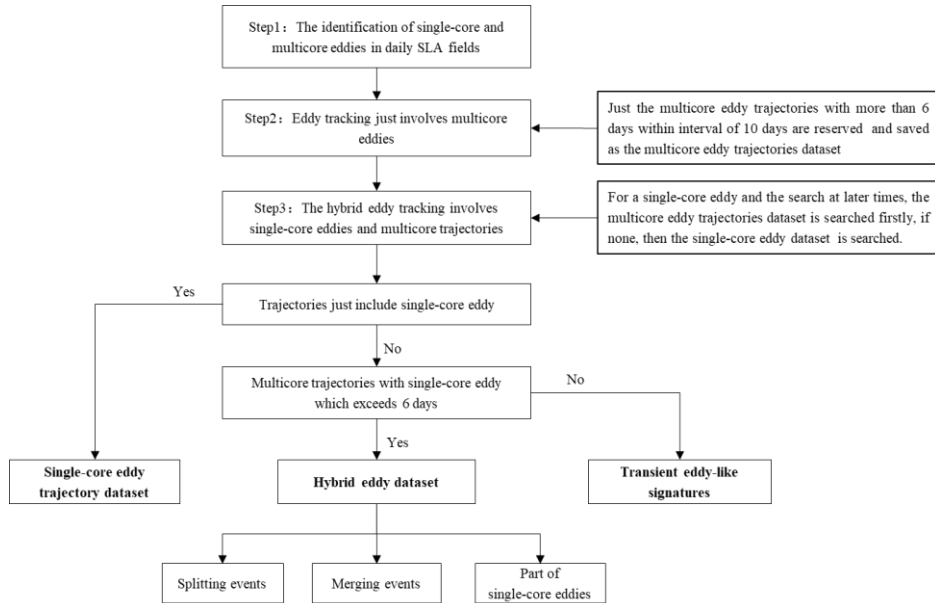 Step1：The identification of single-core and
multicore eddies in daily SLA fields
Step2：Eddy tracking just involves multicore
eddies
Just the multicore eddy trajectories with more than 6
days within interval of 10 days are reserved and saved
as the multicore eddy trajectories dataset
Step3：The hybrid eddy tracking involves
single-core eddies and multicore trajectories
For a single-core eddy and the search at later times, the
multicore eddy trajectories dataset is searched firstly, if
none, then the single-core eddy dataset is searched.
Yes
Trajectories just include single-core eddy
No
Multicore trajectories with single-core eddy
which exceeds 6 days
No
Yes
Single-core eddy
trajectory dataset
Hybrid eddy dataset
Transient eddy-like
signatures
Splitting events
Merging events
Part of
single-core eddies